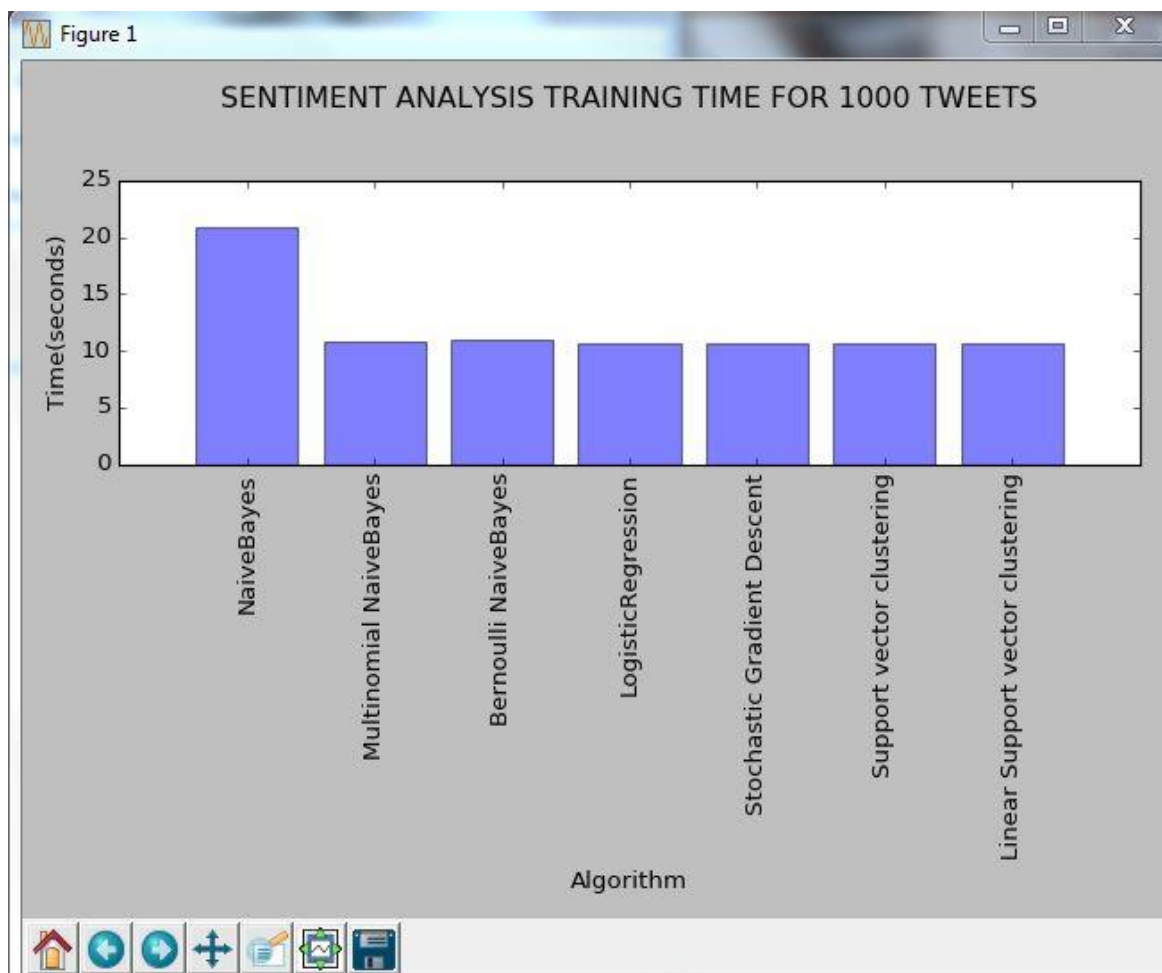 Figure 1
SENTIMENT ANALYSIS TRAINING TIME FOR 1000 TWEETS
25
20
15
10
5
0
Time(seconds)
NaiveBayes
Multinomial NaiveBayes
Bernoulli NaiveBayes
LogisticRegression
Stochastic Gradient Descent
Support vector clustering
Linear Support vector clustering
Algorithm